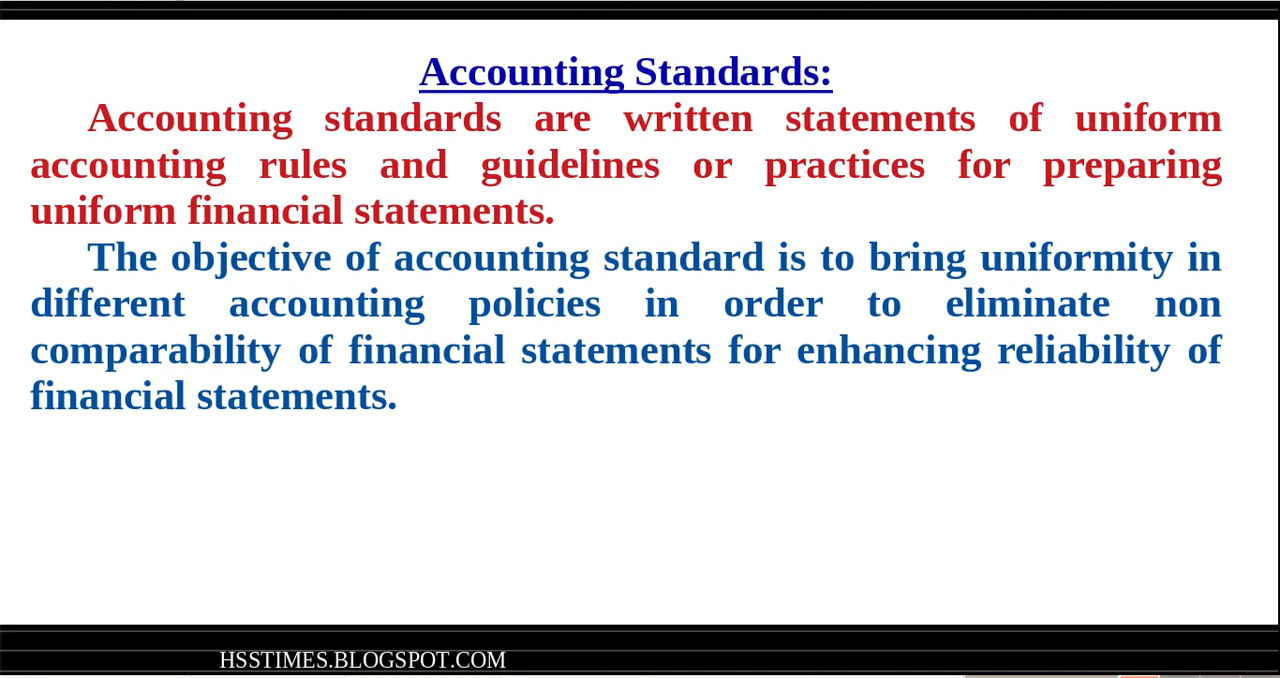 Accounting Standards:
Accounting standards are written statements of uniform
accounting rules and guidelines or practices for preparing
uniform financial statements.
The objective of accounting standard is to bring uniformity in
different accounting policies in order to eliminate non
comparability of financial statements for enhancing reliability of
financial statements.
HSSTIMES.BLOGSPOT.COM